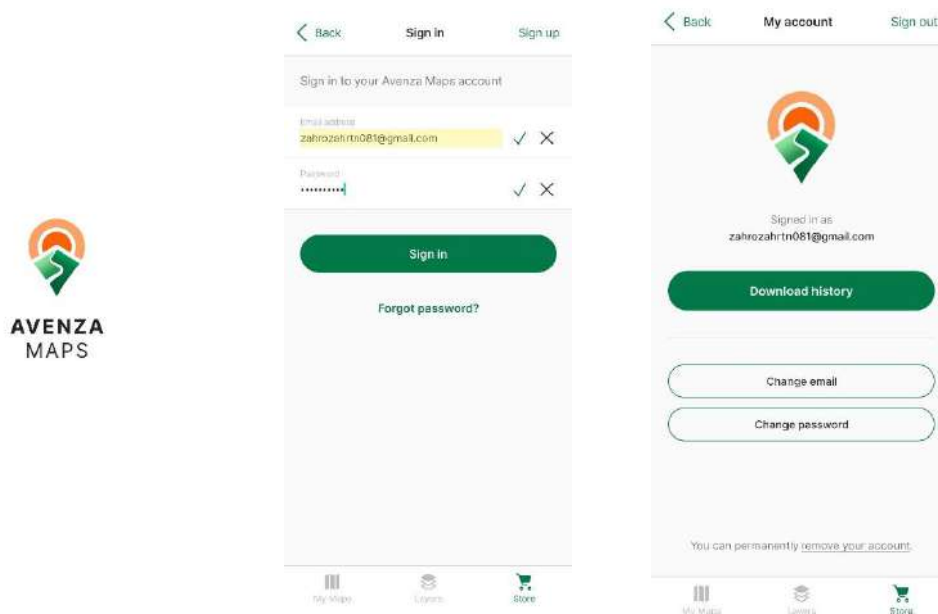 AVENZA
MAPS
Back Sign in Sign up
Sign in to your Avenza Maps account
Email address
zahrozahrtn081@gmail.com
Password
••••••••••
Sign in
Forgot password?
My Maps Layers Store
Back My account Sign out
Signed in as
zahrozahrtn081@gmail.com
Download history
Change email
Change password
You can permanently remove your account.
My Maps Layers Store